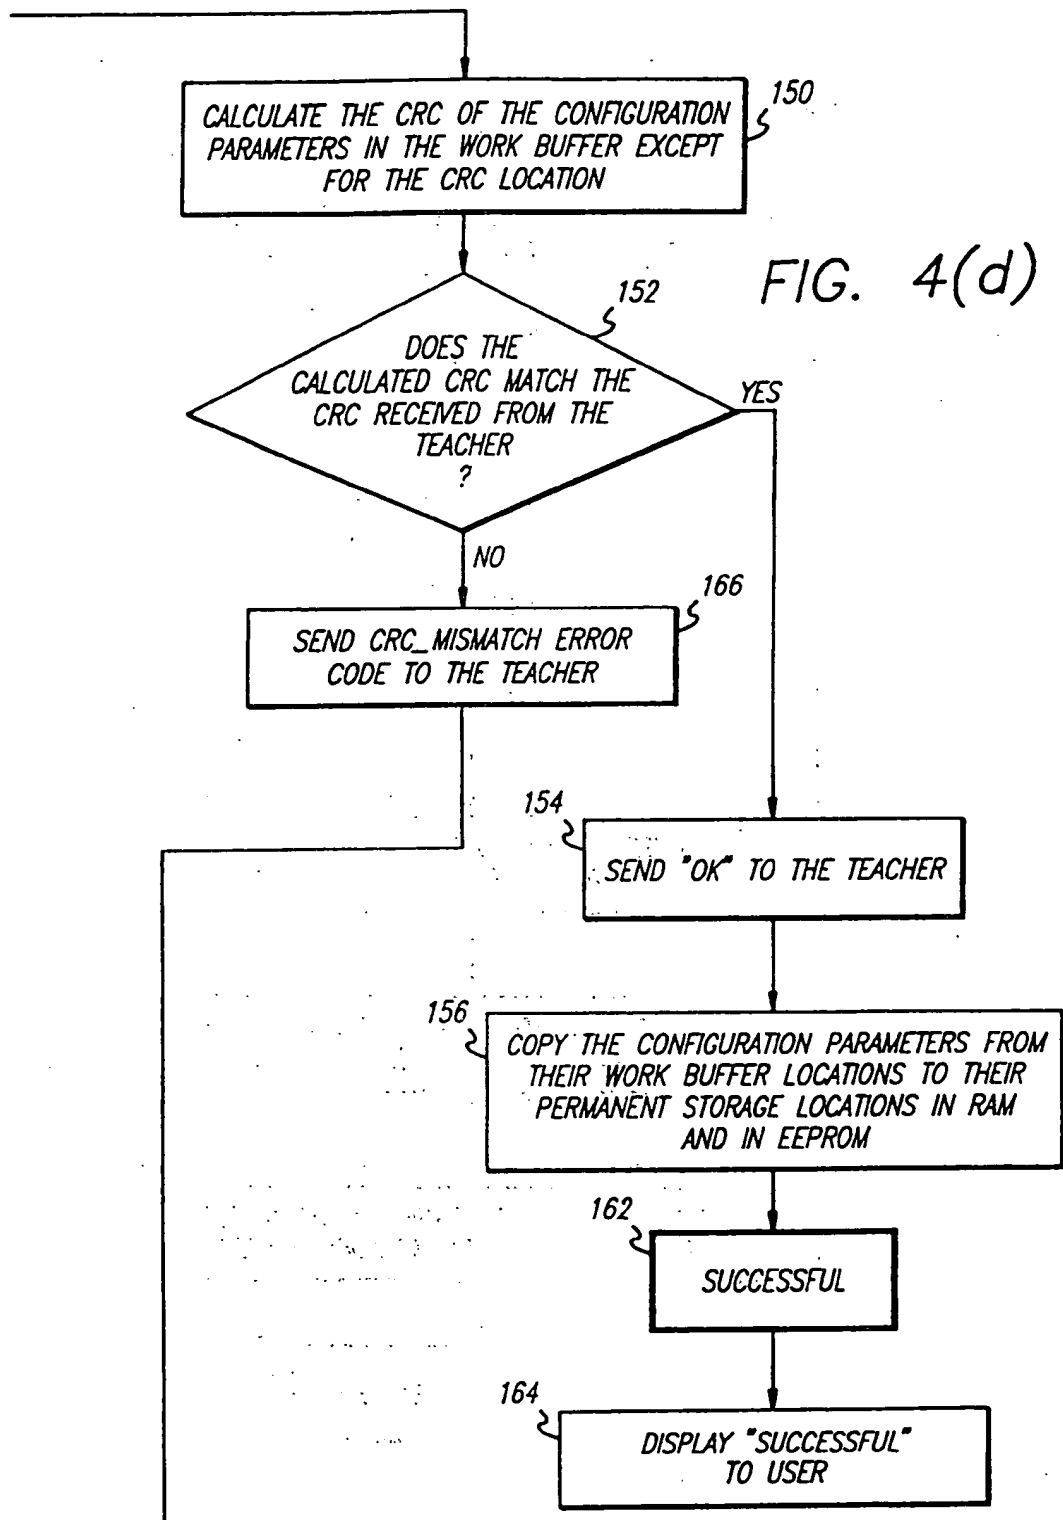 150
CALCULATE THE CRC OF THE CONFIGURATION
PARAMETERS IN THE WORK BUFFER EXCEPT
FOR THE CRC LOCATION
FIG. 4(d)
152
DOES THE
CALCULATED CRC MATCH THE
CRC RECEIVED FROM THE
TEACHER
?
YES
NO
166
SEND CRC_MISMATCH ERROR
CODE TO THE TEACHER
154
SEND "OK" TO THE TEACHER
156
COPY THE CONFIGURATION PARAMETERS FROM
THEIR WORK BUFFER LOCATIONS TO THEIR
PERMANENT STORAGE LOCATIONS IN RAM
AND IN EEPROM
162
SUCCESSFUL
164
DISPLAY "SUCCESSFUL"
TO USER